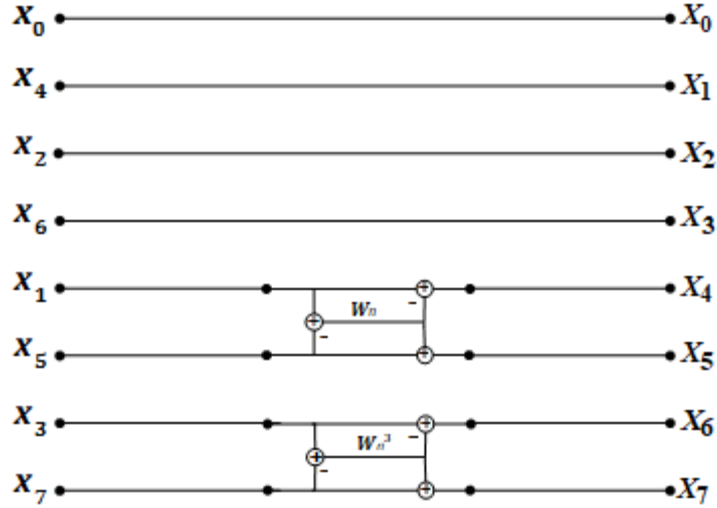 x₀ X₀
x₄ X₁
x₂ X₂
x₆ X₃
x₁ + X₄
- Wₙ
+ -
x₅ + X₅
x₃ + X₆
- Wₙ³
+ -
x₇ + X₇